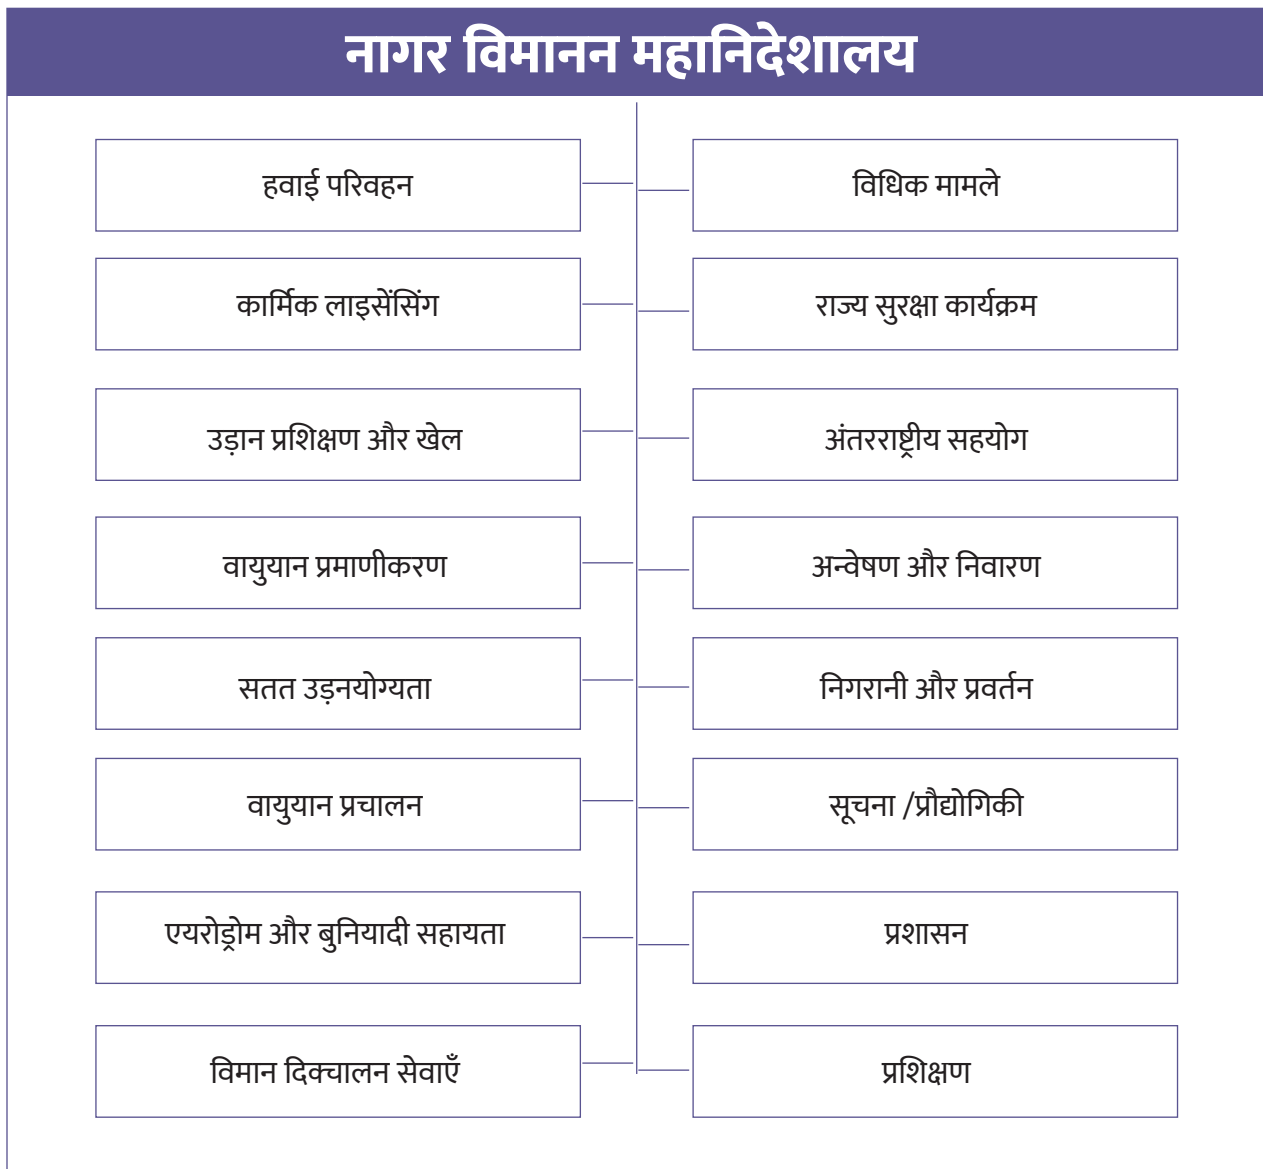 नागर विमानन महानिदेशालय
हवाई परिवहन
विधिक मामले
कार्मिक लाइसेंसिंग
राज्य सुरक्षा कार्यक्रम
उड़ान प्रशिक्षण और खेल
अंतरराष्ट्रीय सहयोग
वायुयान प्रमाणीकरण
अन्वेषण और निवारण
सतत उड़नयोग्यता
निगरानी और प्रवर्तन
वायुयान प्रचालन
सूचना /प्रौद्योगिकी
एयरोड्रोम और बुनियादी सहायता
प्रशासन
विमान दिक्चालन सेवाएँ
प्रशिक्षण